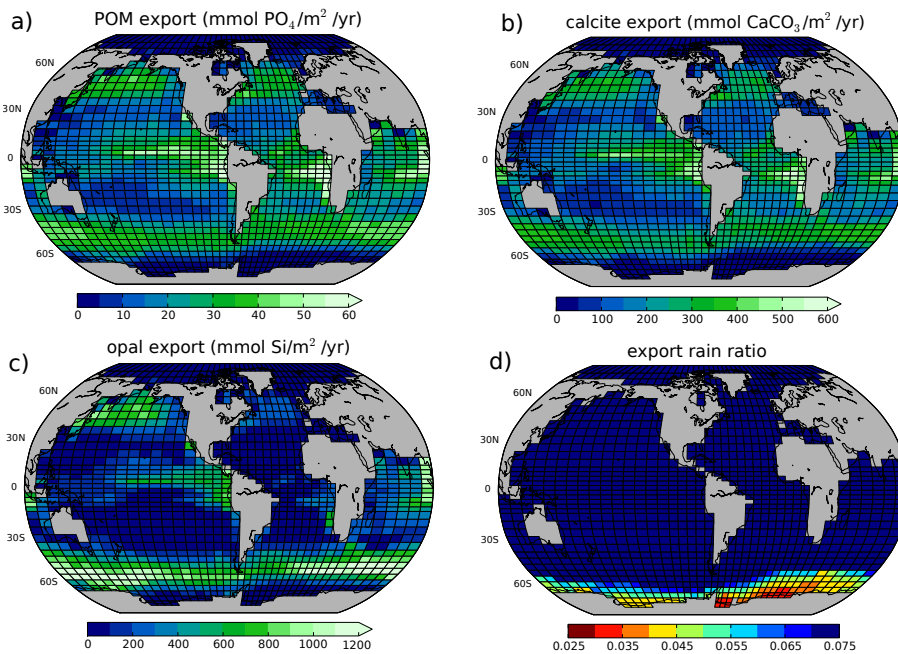 a)
POM export (mmol PO₄/m² /yr)
60N
30N
0
30S
60S
0 10 20 30 40 50 60
b)
calcite export (mmol CaCO₃/m² /yr)
60N
30N
0
30S
60S
0 100 200 300 400 500 600
c)
opal export (mmol Si/m² /yr)
60N
30N
0
30S
60S
0 200 400 600 800 1000 1200
d)
export rain ratio
60N
30N
0
30S
60S
0.025 0.035 0.045 0.055 0.065 0.075